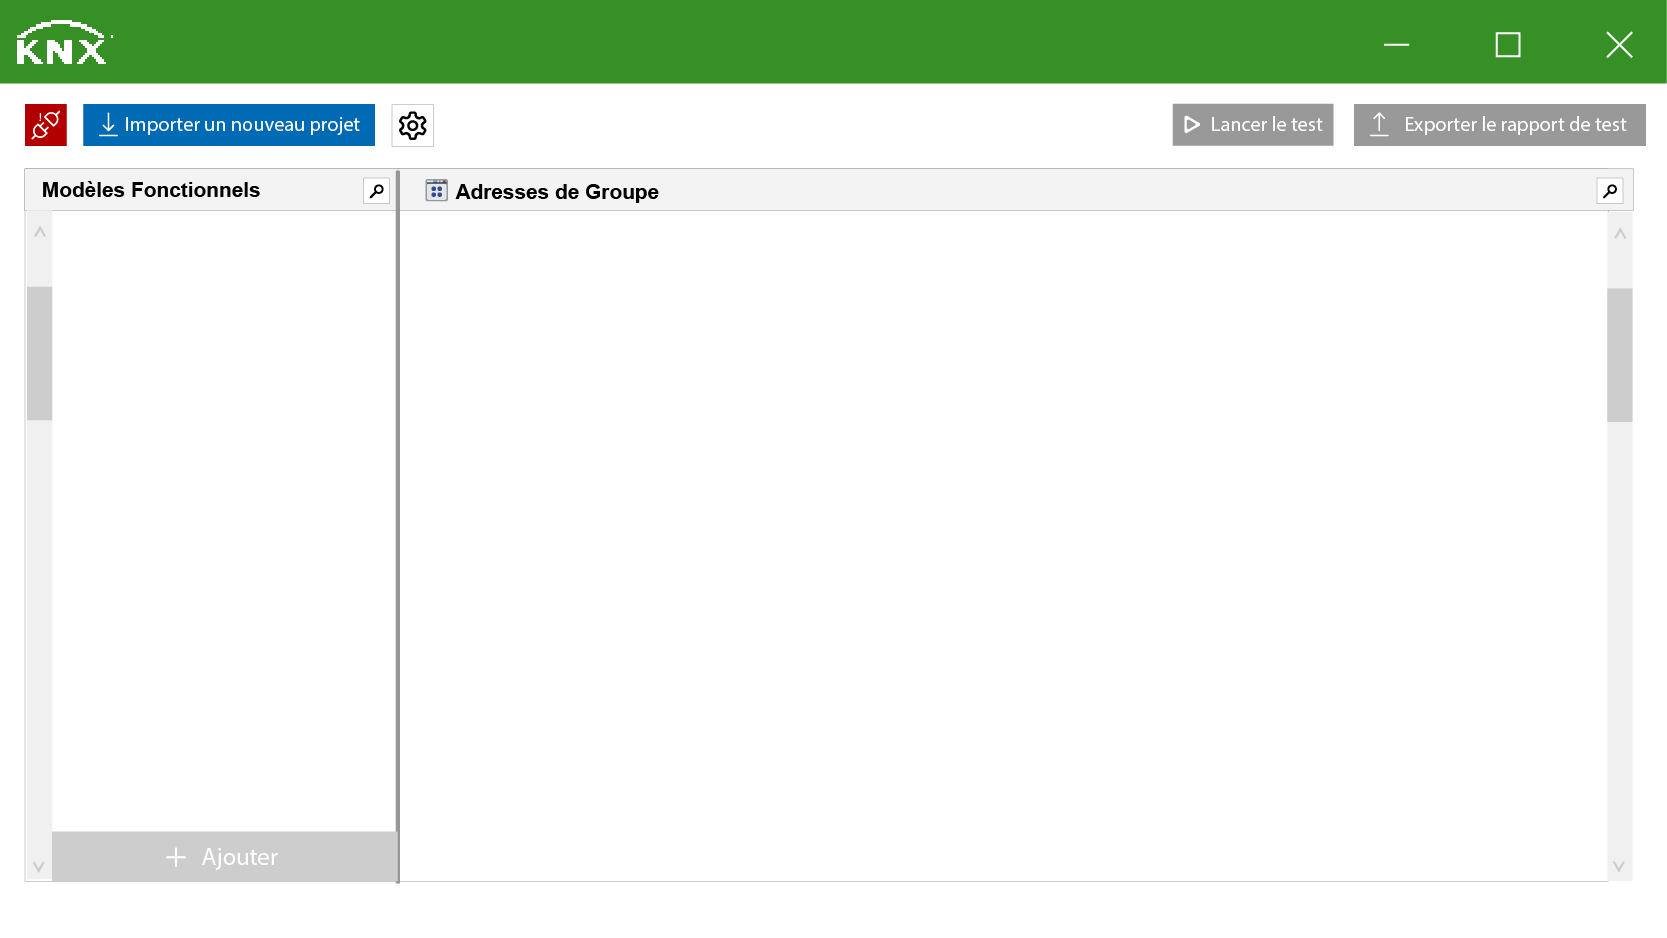 KNX
Importer un nouveau projet
Lancer le test
Exporter le rapport de test
Modèles Fonctionnels
Adresses de Groupe
Ajouter